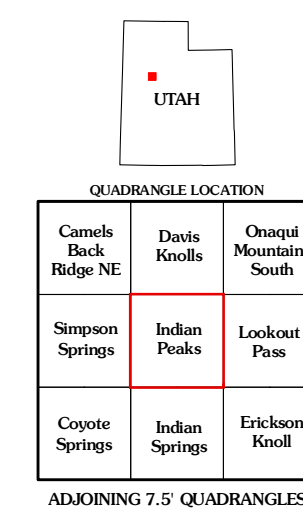 UTAH
QUADRANGLE LOCATION
Camels
Back
Ridge NE
Davis
Knolls
Onaqui
Mountain
South
Simpson
Springs
Indian
Peaks
Lookout
Pass
Coyote
Springs
Indian
Springs
Erickson
Knoll
ADJOINING 7.5' QUADRANGLES